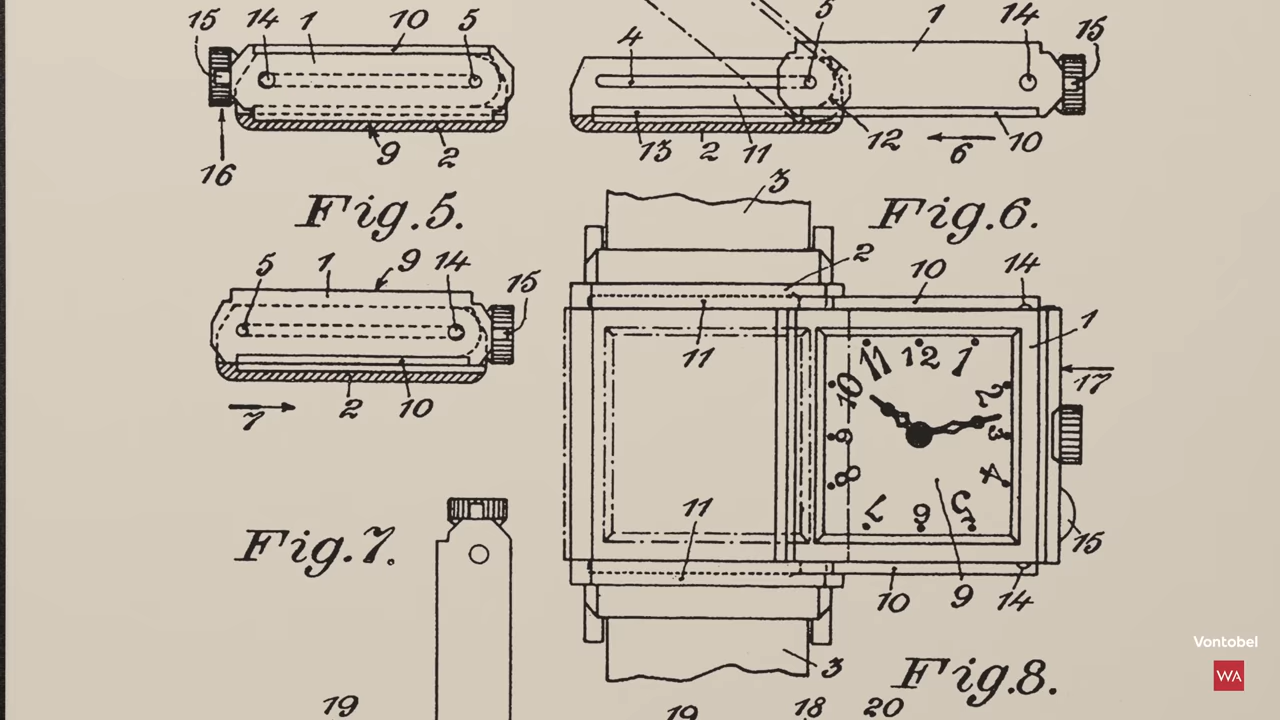 15 14 1 10 5
5 1 14 15
4
16 9 2
13 2 11 12 6 10
3
Fig.5. Fig.6.
5 1 9 14 15
2 10 14
1
11
17
7 2 10
11 12 1 2 3 4 5 6 7 8 9 10
11
Fig.7.
15
10 9 14
3
Fig.8.
19 19 18 20
Vontobel
WA